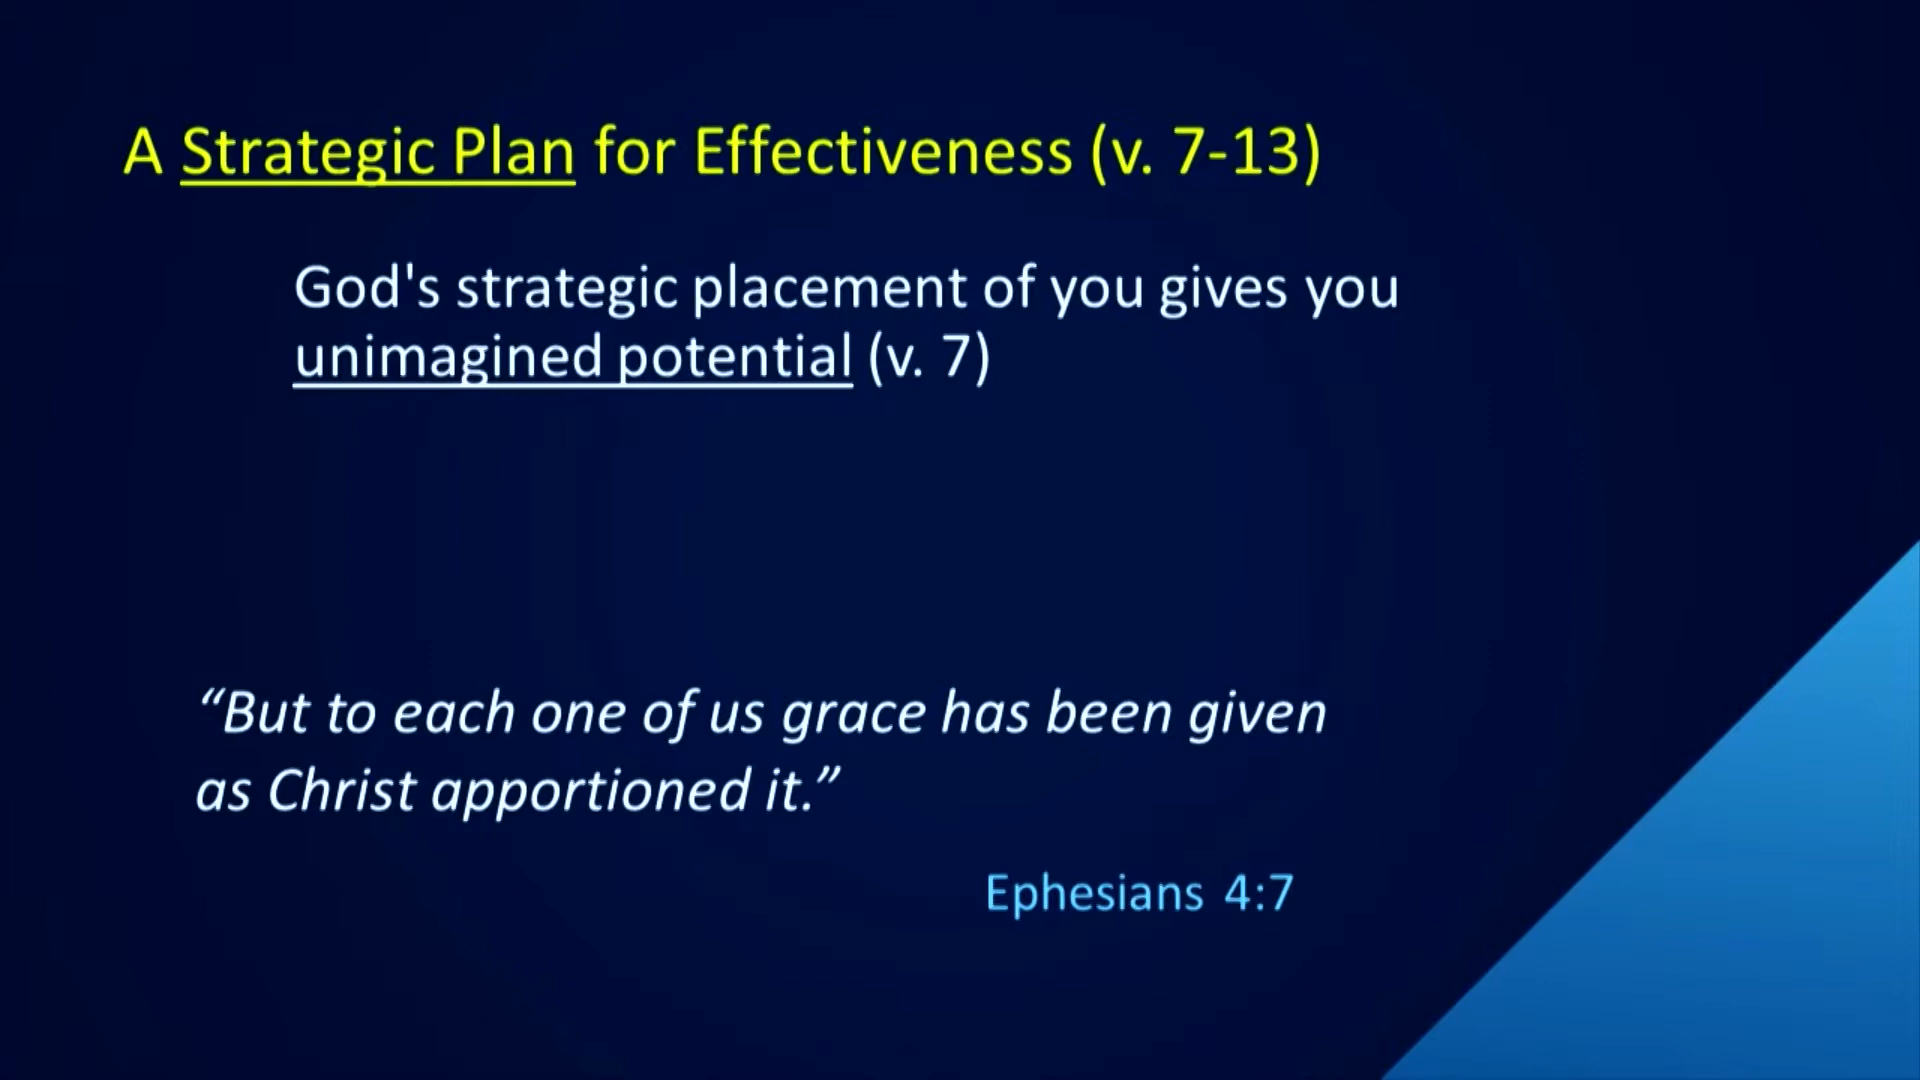 A Strategic Plan for Effectiveness (v. 7-13)
God's strategic placement of you gives you
unimagined potential (v. 7)
“But to each one of us grace has been given
as Christ apportioned it.”
Ephesians 4:7